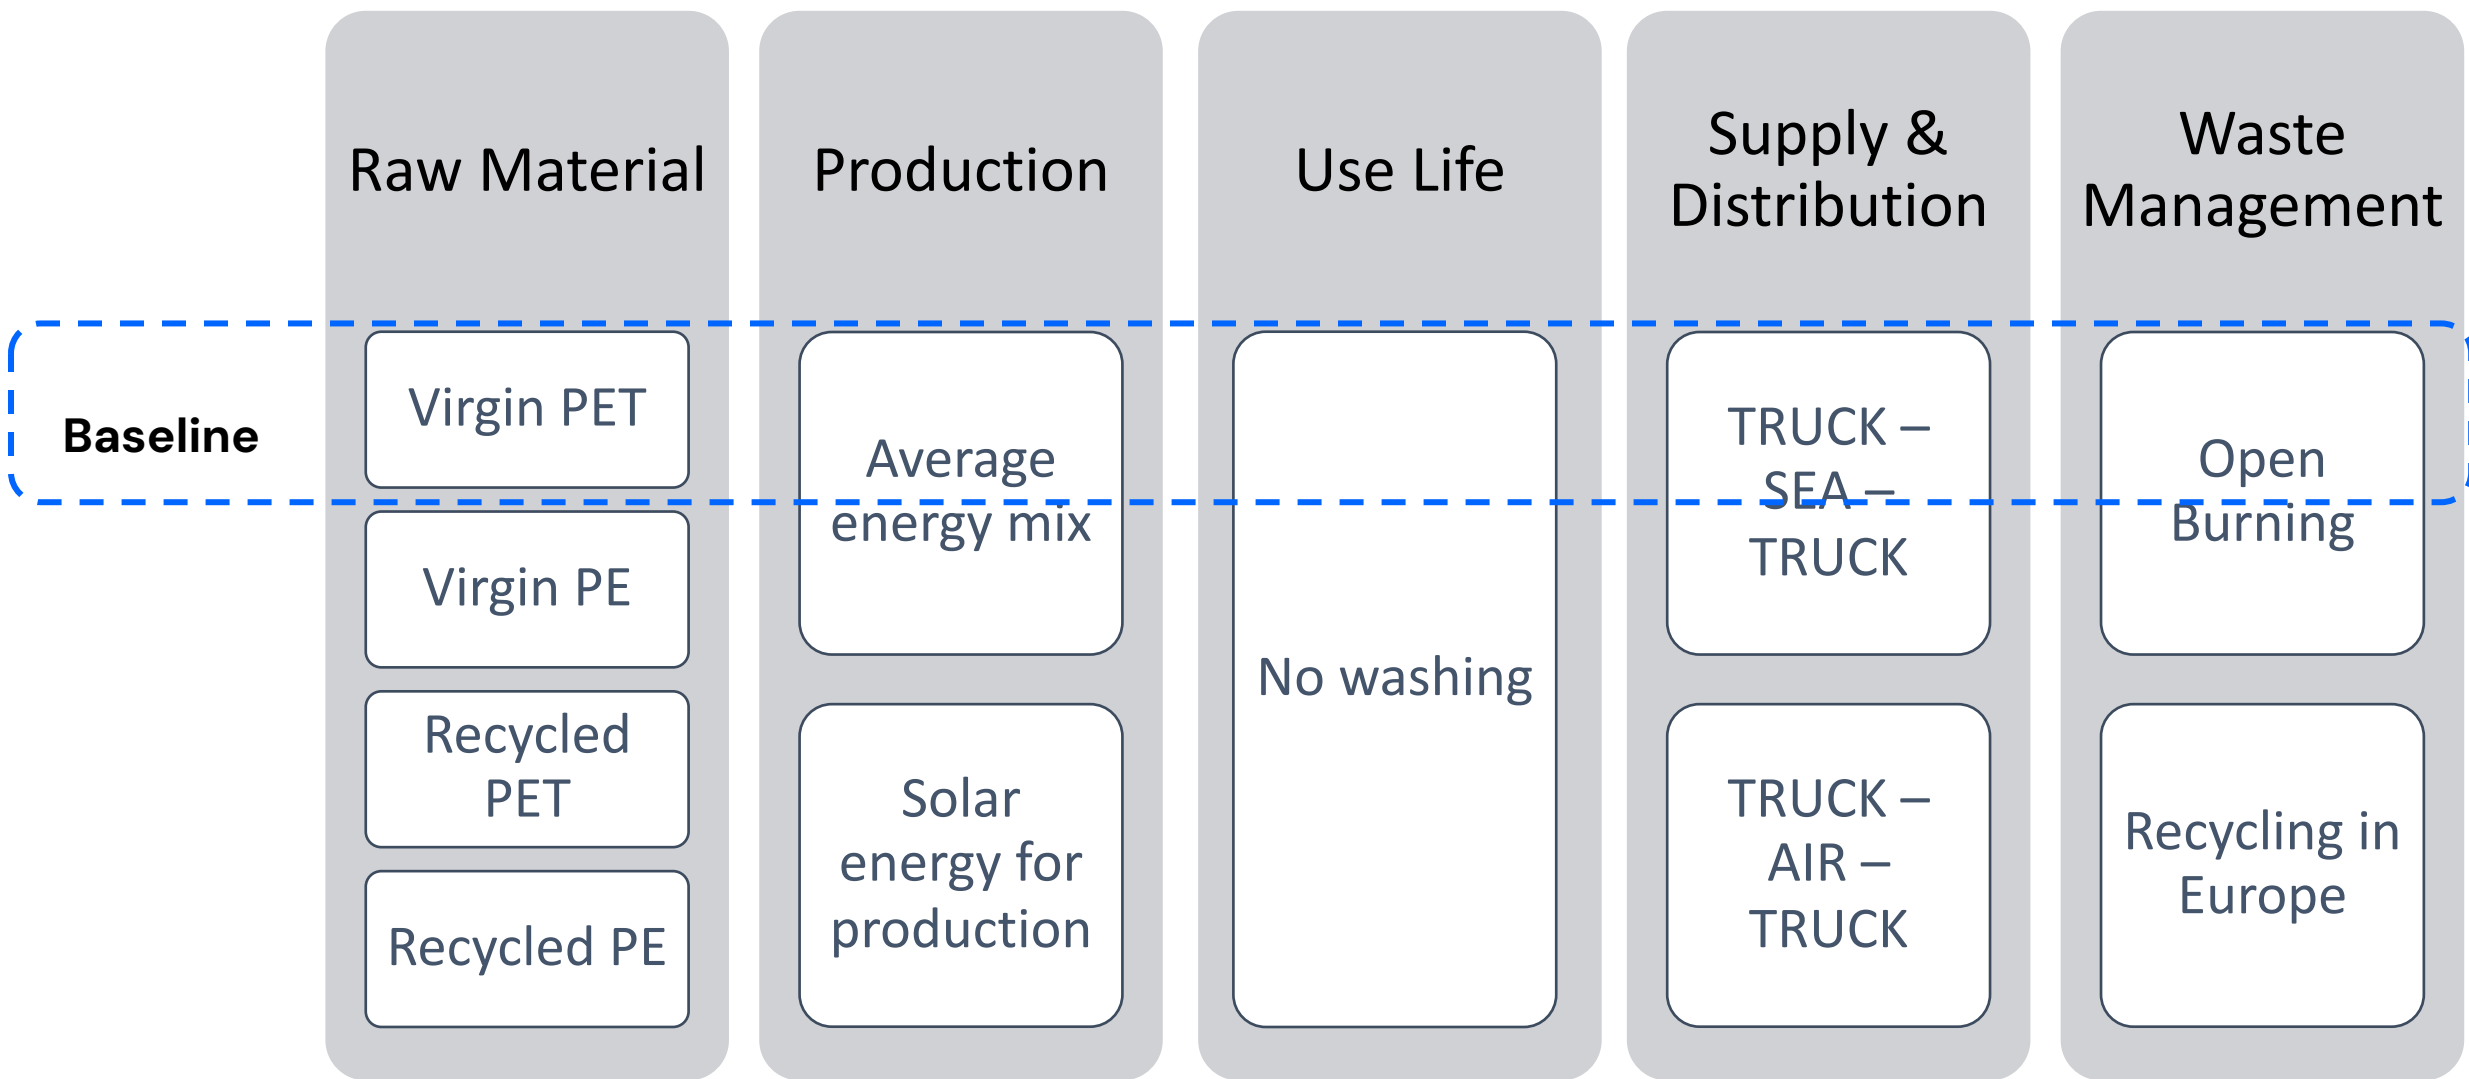 Raw Material
Production
Use Life
Supply &
Distribution
Waste
Management
Baseline
Virgin PET
Virgin PE
Recycled
PET
Recycled PE
Average
energy mix
Solar
energy for
production
No washing
TRUCK –
SEA –
TRUCK
TRUCK –
AIR –
TRUCK
Open
Burning
Recycling in
Europe